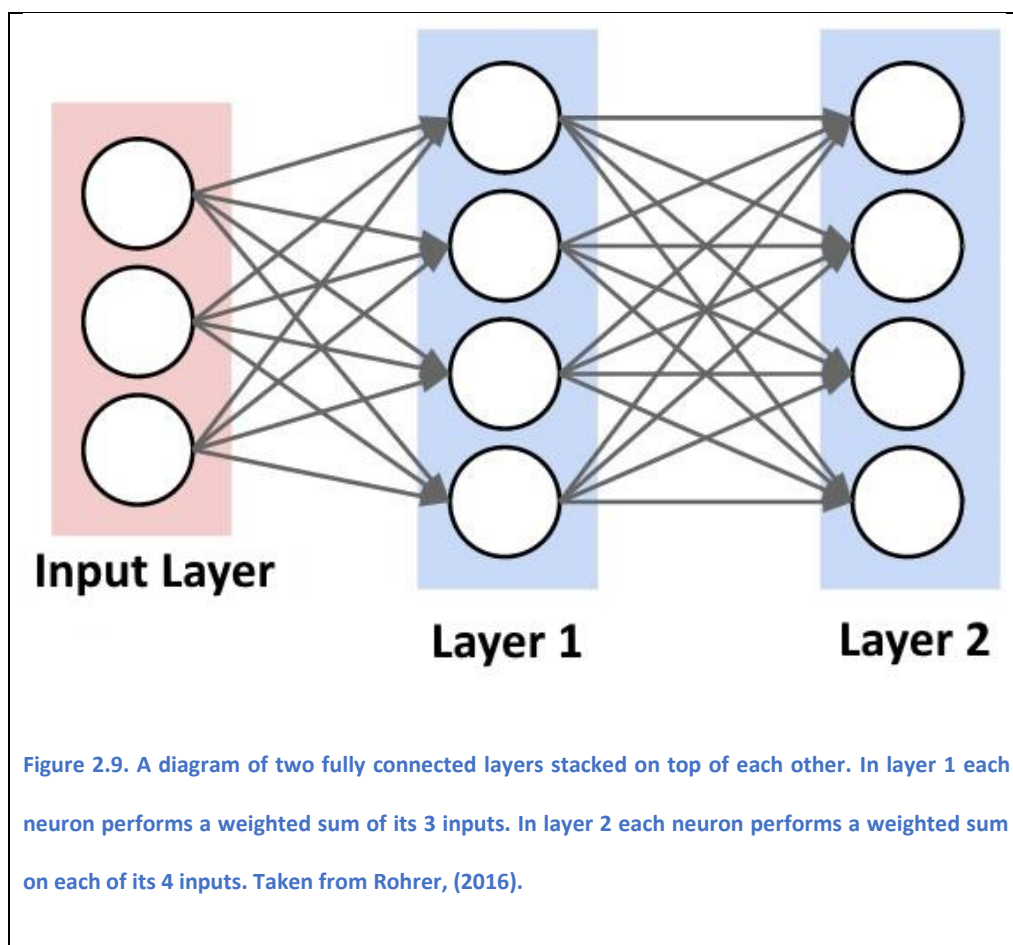 Input Layer
Layer 1
Layer 2
Figure 2.9. A diagram of two fully connected layers stacked on top of each other. In layer 1 each
neuron performs a weighted sum of its 3 inputs. In layer 2 each neuron performs a weighted sum
on each of its 4 inputs. Taken from Rohrer, (2016).